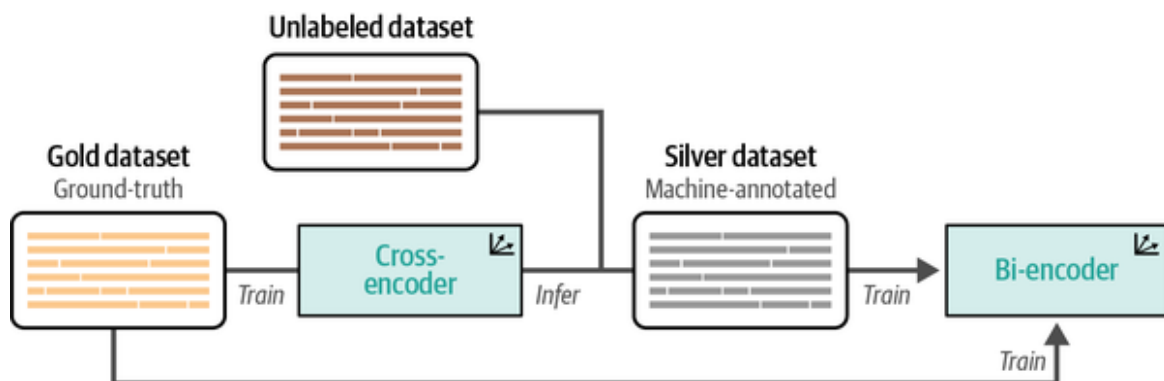 Unlabeled dataset
Gold dataset
Ground-truth
Silver dataset
Machine-annotated
Train
Cross-
encoder
Infer
Train
Bi-encoder
Train